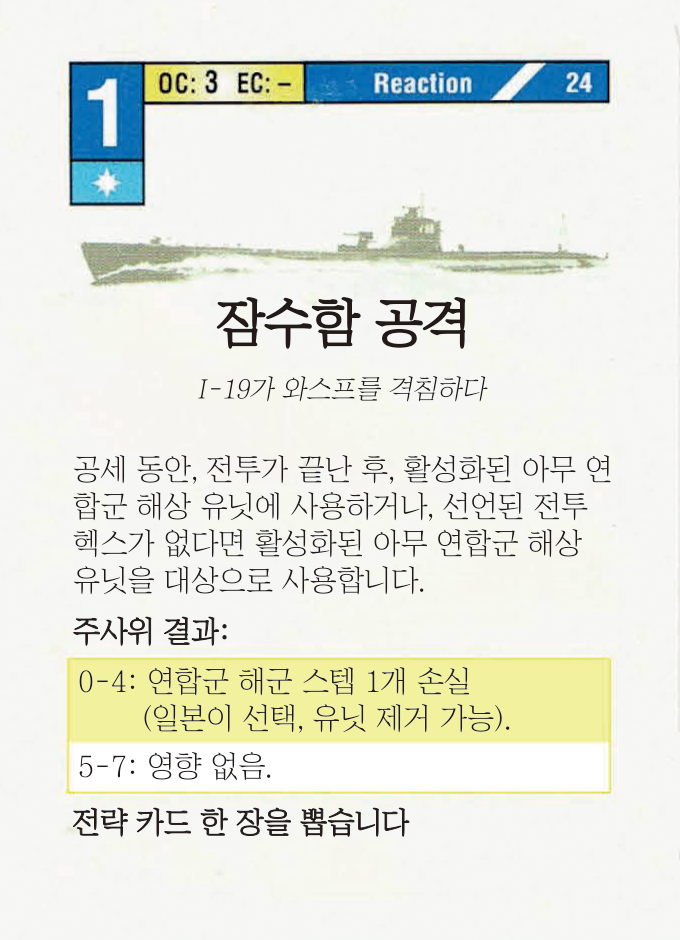 1
OC: 3 EC: –
Reaction
24
잠수함 공격
I-19가 와스프를 격침하다
공세 동안, 전투가 끝난 후, 활성화된 아무 연
합군 해상 유닛에 사용하거나, 선언된 전투
헥스가 없다면 활성화된 아무 연합군 해상
유닛을 대상으로 사용합니다.
주사위 결과:
0-4: 연합군 해군 스텝 1개 손실
(일본이 선택, 유닛 제거 가능).
5-7: 영향 없음.
전략 카드 한 장을 뽑습니다